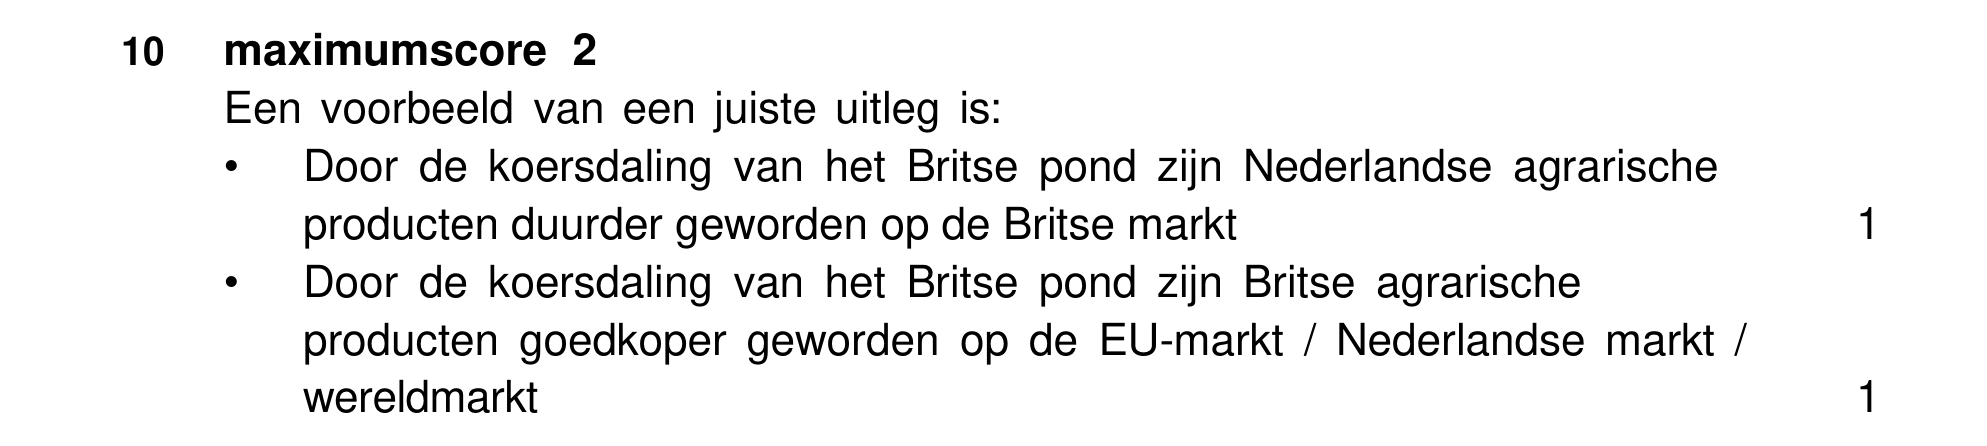 10 maximumscore 2
Een voorbeeld van een juiste uitleg is:
• Door de koersdaling van het Britse pond zijn Nederlandse agrarische
producten duurder geworden op de Britse markt 1
• Door de koersdaling van het Britse pond zijn Britse agrarische
producten goedkoper geworden op de EU-markt / Nederlandse markt /
wereldmarkt 1